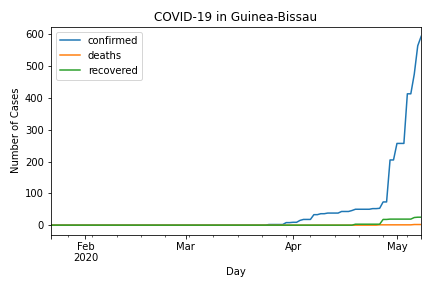 COVID-19 in Guinea-Bissau
confirmed
deaths
recovered
Number of Cases
600
500
400
300
200
100
0
Feb
2020
Mar
Apr
May
Day